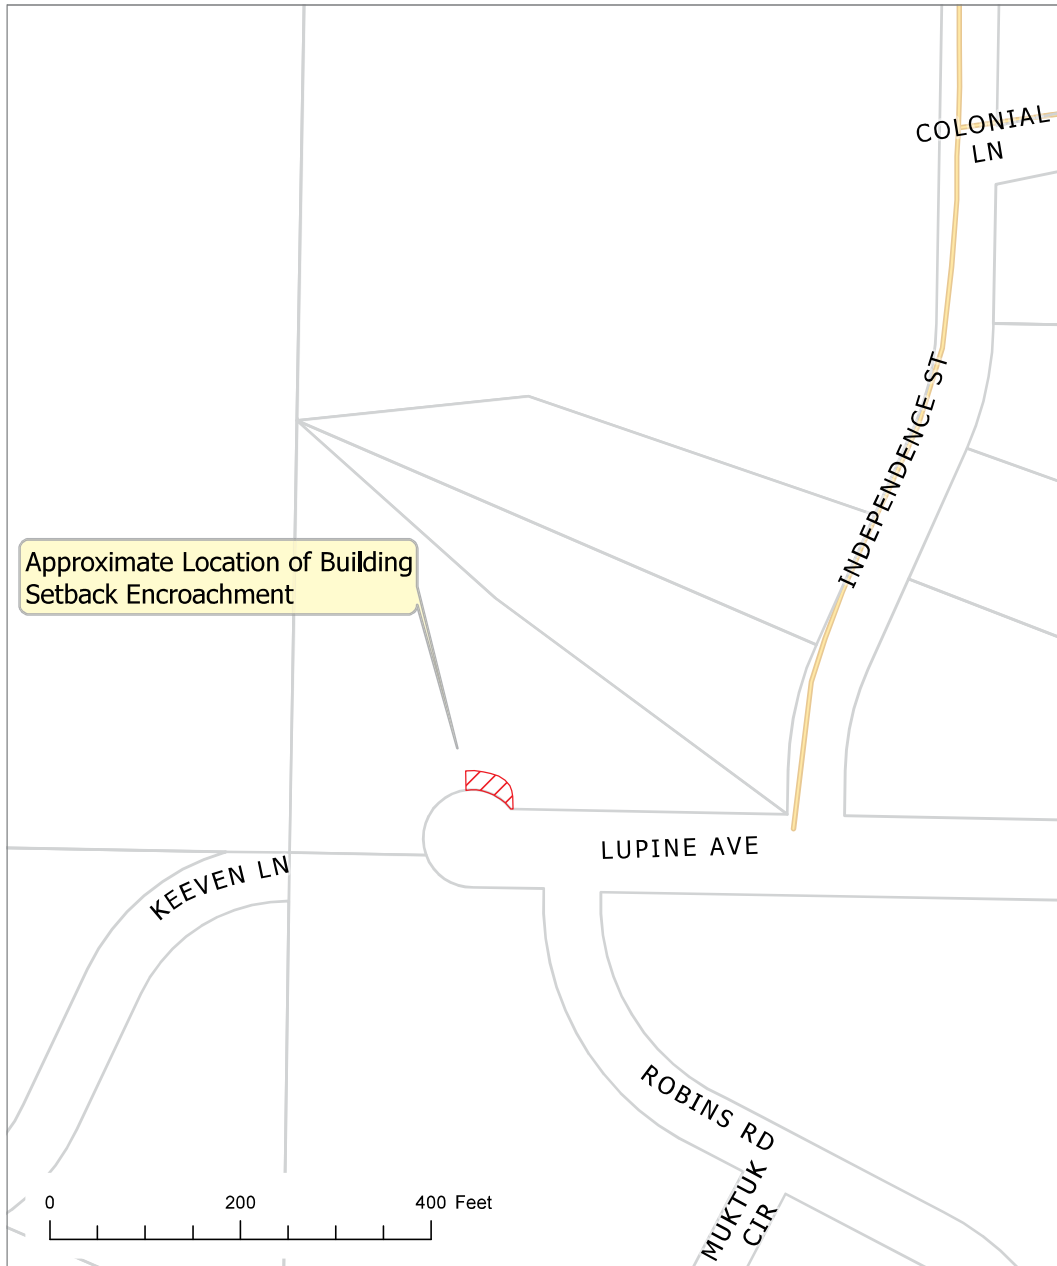 COLONIAL
LN
INDEPENDENCE ST
Approximate Location of Building
Setback Encroachment
LUPINE AVE
KEEVEN LN
ROBINS RD
MUKTUK
CIR
0 200 400 Feet